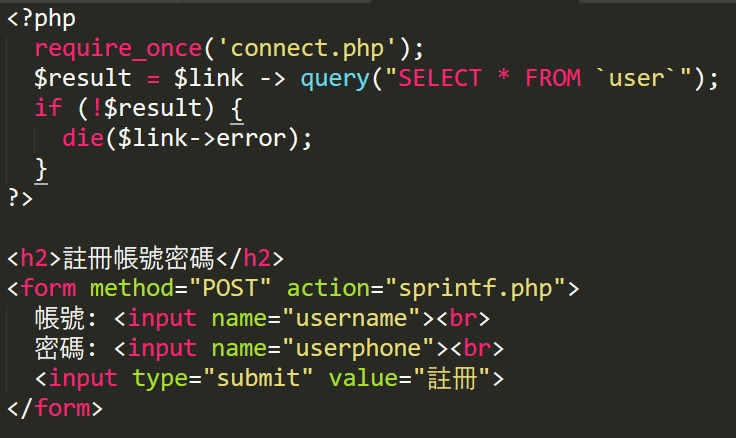 <?php
  require_once('connect.php');
  $result = $link -> query("SELECT * FROM `user`");
  if (!$result) {
    die($link->error);
  }
?>

<h2>註冊帳號密碼</h2>
<form method="POST" action="sprintf.php">
  帳號: <input name="username"><br>
  密碼: <input name="userphone"><br>
  <input type="submit" value="註冊">
</form>